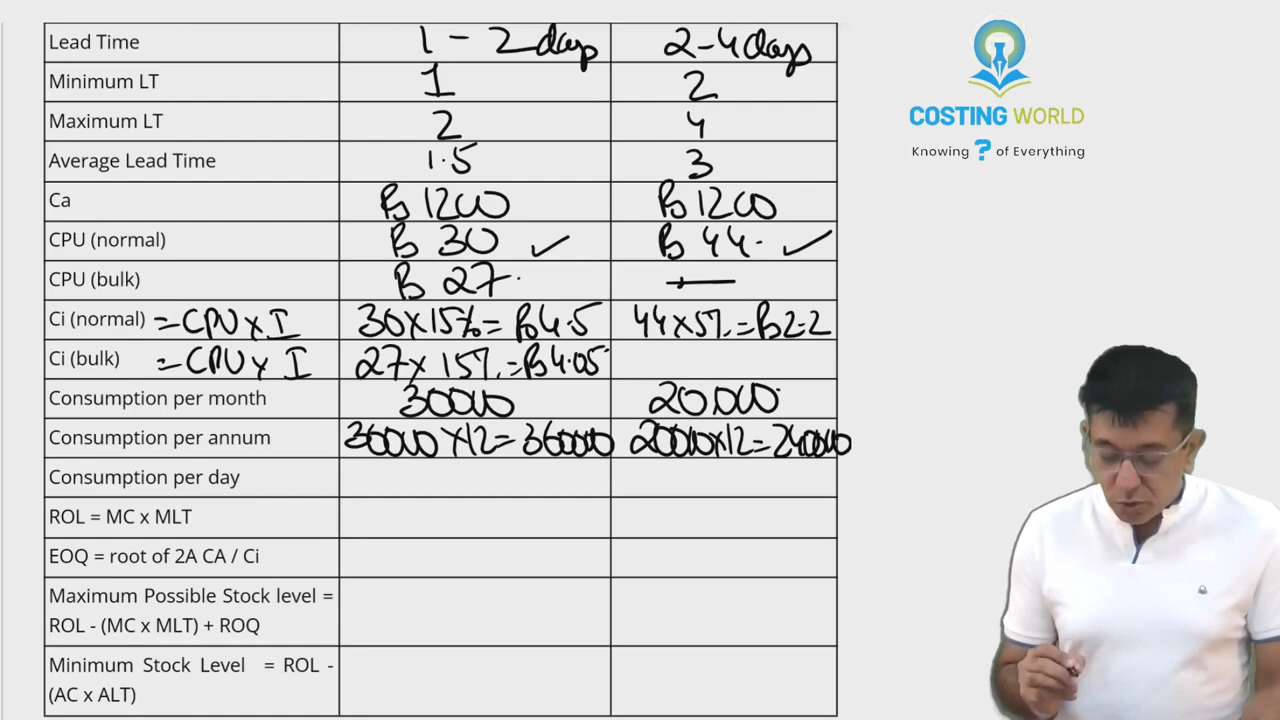 Lead Time 1 - 2 days 2-4 days
Minimum LT 1 2
Maximum LT 2 4
Average Lead Time 1.5 3
Ca Rs 1200 Rs 1200
CPU (normal) Rs 30 ✓ Rs 44. ✓
CPU (bulk) Rs 27. —
Ci (normal) = CPU x I 30 x 15% = Rs 4.5 44 x 5% = Rs 2.2
Ci (bulk) = CPU x I 27 x 15% = Rs 4.05
Consumption per month 30000 20,000
Consumption per annum 30000 x 12 = 360000 20000 x 12 = 240000
Consumption per day
ROL = MC x MLT
EOQ = root of 2A CA / Ci
Maximum Possible Stock level =
ROL - (MC x MLT) + ROQ
Minimum Stock Level = ROL -
(AC x ALT)
COSTING WORLD
Knowing ? of Everything